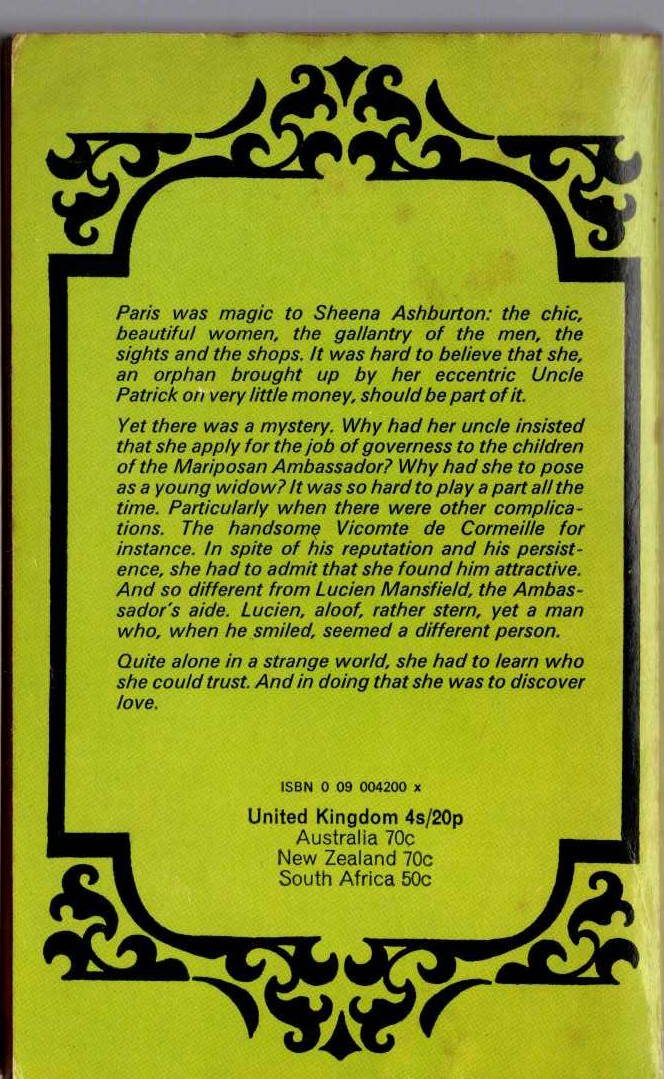 Paris was magic to Sheena Ashburton: the chic,
beautiful women, the gallantry of the men, the
sights and the shops. It was hard to believe that she,
an orphan brought up by her eccentric Uncle
Patrick on very little money, should be part of it.
Yet there was a mystery. Why had her uncle insisted
that she apply for the job of governess to the children
of the Mariposan Ambassador? Why had she to pose
as a young widow? It was so hard to play a part all the
time. Particularly when there were other complica-
tions. The handsome Vicomte de Cormeille for
instance. In spite of his reputation and his persist-
ence, she had to admit that she found him attractive.
And so different from Lucien Mansfield, the Ambas-
sador's aide. Lucien, aloof, rather stern, yet a man
who, when he smiled, seemed a different person.
Quite alone in a strange world, she had to learn who
she could trust. And in doing that she was to discover
love.
ISBN 0 09 004200 x
United Kingdom 4s/20p
Australia 70c
New Zealand 70c
South Africa 50c